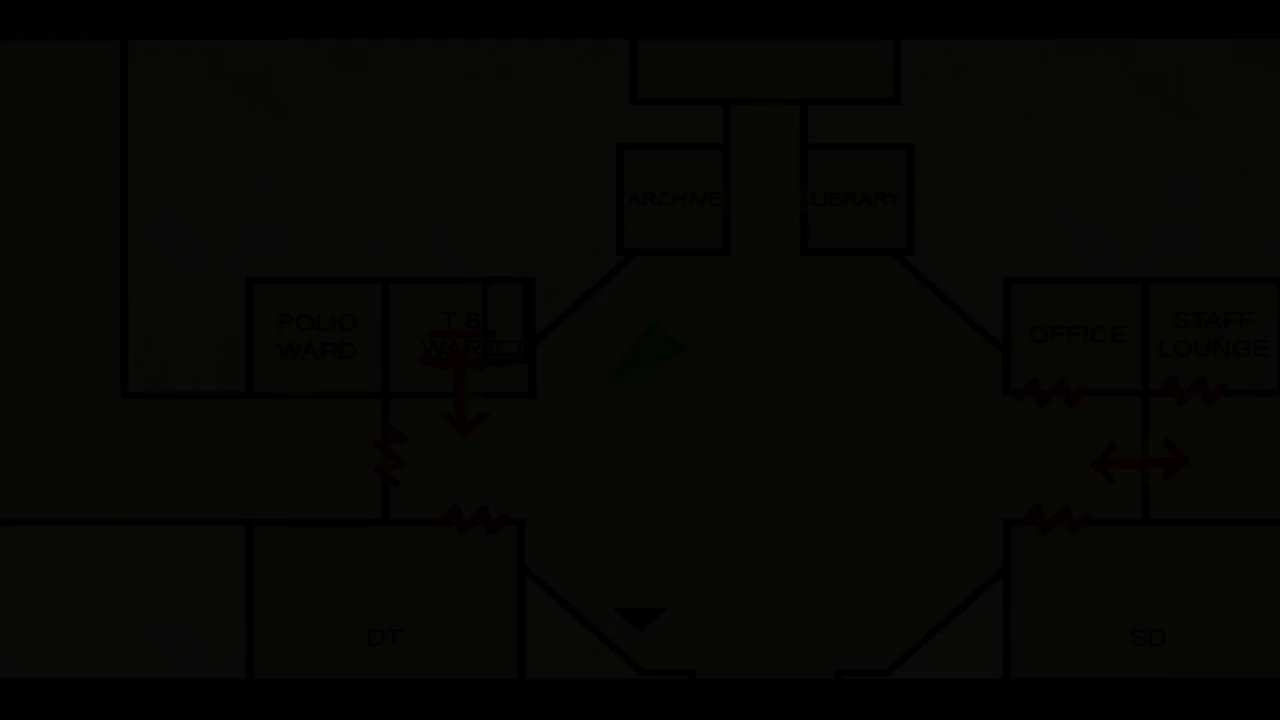 ARCHIVE
LIBRARY
POLIO
WARD
T B
WARD
OFFICE
STAFF
LOUNGE
DT
SD